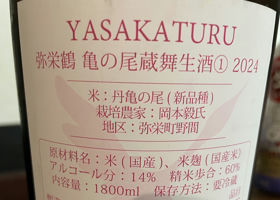 YASAKATURU
弥栄鶴 亀の尾蔵舞生酒① 2024
米：丹亀の尾(新品種)
栽培農家：岡本毅氏
地区：弥栄町野間
原材料名：米(国産)、米麹(国産米)
アルコール分：14% 精米歩合：60%
内容量：1800ml 保存方法：要冷蔵